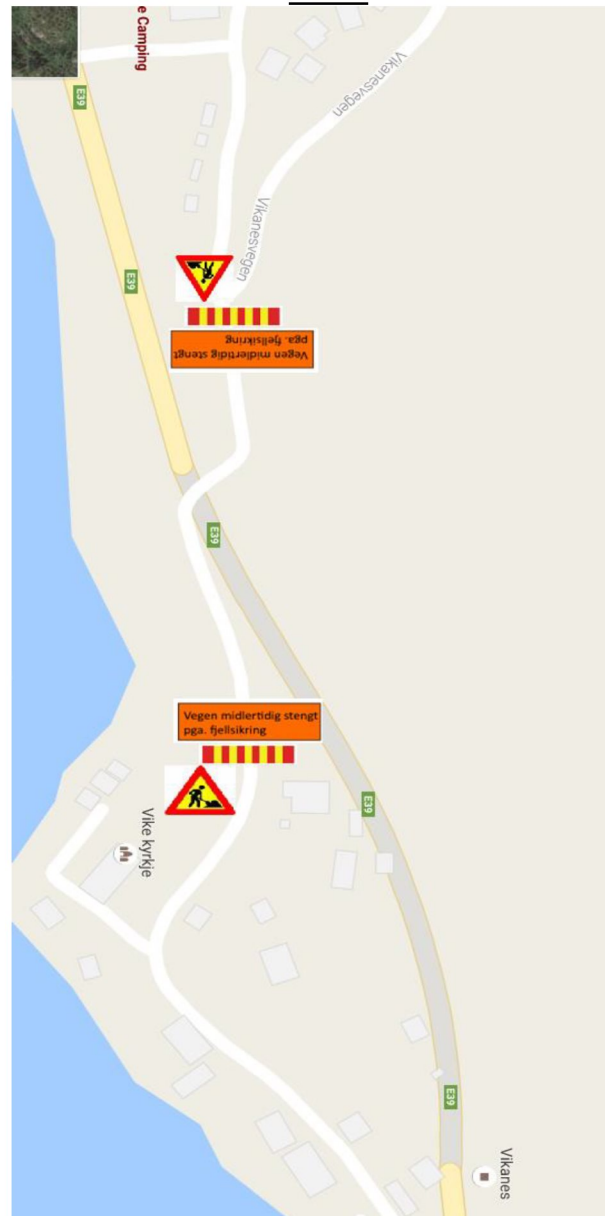 e Camping
Vikanesvegen
E39
Vikanesvegen
E39
Vegen midlertidig stengt
pga. fjellsikring
E39
Vegen midlertidig stengt
pga. fjellsikring
E39
Vike kyrkje
E39
Vikanes